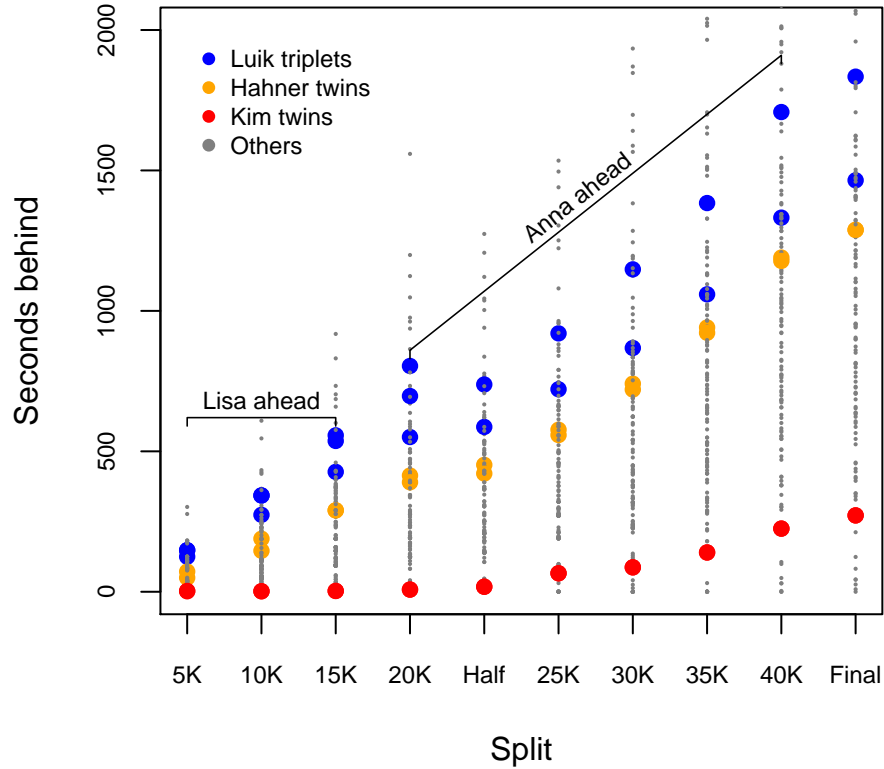 2000
1500
1000
500
0
Seconds behind
Luik triplets
Hahner twins
Kim twins
Others
Anna ahead
Lisa ahead
5K 10K 15K 20K Half 25K 30K 35K 40K Final
Split